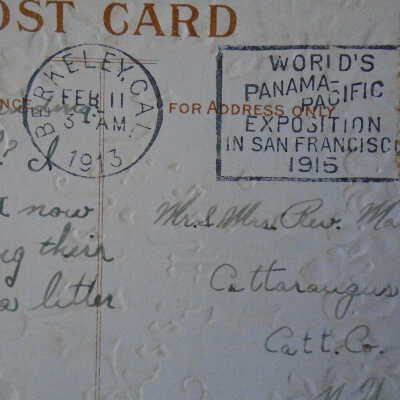 OST CARD
BERKELEY, CAL.
FEB 11
3 - AM
1913
WORLD'S
PANAMA-
PACIFIC
EXPOSITION
IN SAN FRANCISCO
1915
FOR ADDRESS ONLY
? I
now
g their
a letter
Mr. & Mrs. Rev. Ma
Cattaraugus
Catt. Co.
N.Y.